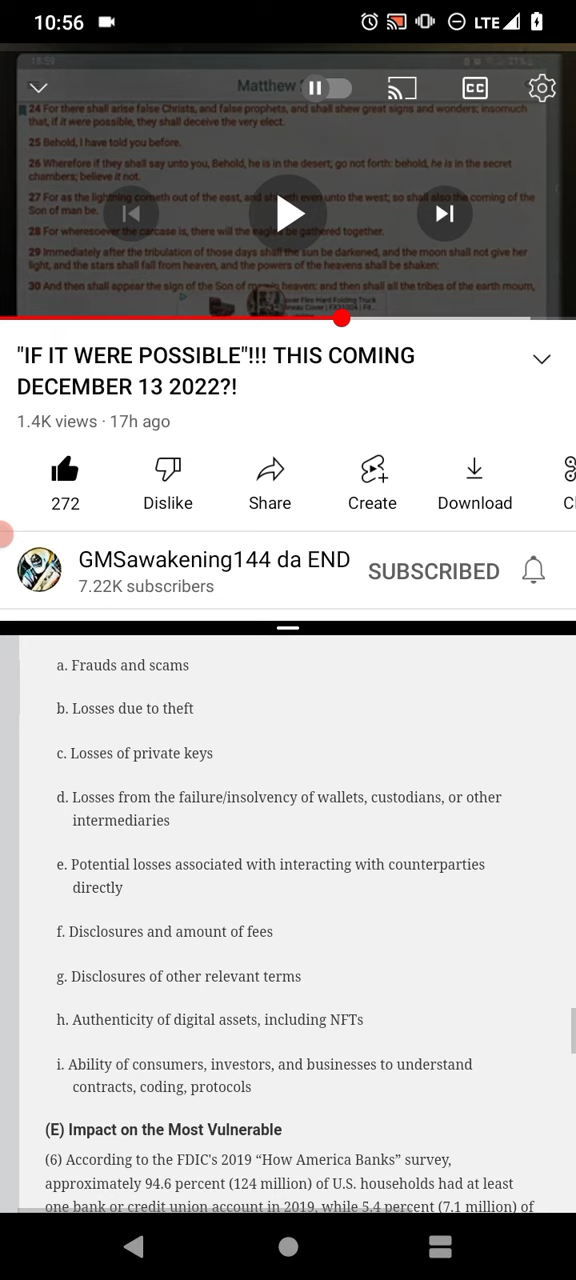 10:56
LTE
18:59
Matthew
24 For there shall arise false Christs, and false prophets, and shall shew great signs and wonders; insomuch
that, if it were possible, they shall deceive the very elect.
25 Behold, I have told you before.
26 Wherefore if they shall say unto you, Behold, he is in the desert; go not forth: behold, he is in the secret
chambers; believe it not.
27 For as the lightning cometh out of the east, and shineth even unto the west; so shall also the coming of the
Son of man be.
28 For wheresoever the carcase is, there will the eagles be gathered together.
29 Immediately after the tribulation of those days shall the sun be darkened, and the moon shall not give her
light, and the stars shall fall from heaven, and the powers of the heavens shall be shaken:
30 And then shall appear the sign of the Son of man in heaven: and then shall all the tribes of the earth mourn,
Hard Folding Truck
CC
"IF IT WERE POSSIBLE"!!! THIS COMING
DECEMBER 13 2022?!
1.4K views · 17h ago
272
Dislike
Share
Create
Download
GMSawakening144 da END
7.22K subscribers
SUBSCRIBED
a. Frauds and scams
b. Losses due to theft
c. Losses of private keys
d. Losses from the failure/insolvency of wallets, custodians, or other
intermediaries
e. Potential losses associated with interacting with counterparties
directly
f. Disclosures and amount of fees
g. Disclosures of other relevant terms
h. Authenticity of digital assets, including NFTs
i. Ability of consumers, investors, and businesses to understand
contracts, coding, protocols
(E) Impact on the Most Vulnerable
(6) According to the FDIC's 2019 “How America Banks” survey,
approximately 94.6 percent (124 million) of U.S. households had at least
one bank or credit union account in 2019, while 5.4 percent (7.1 million) of